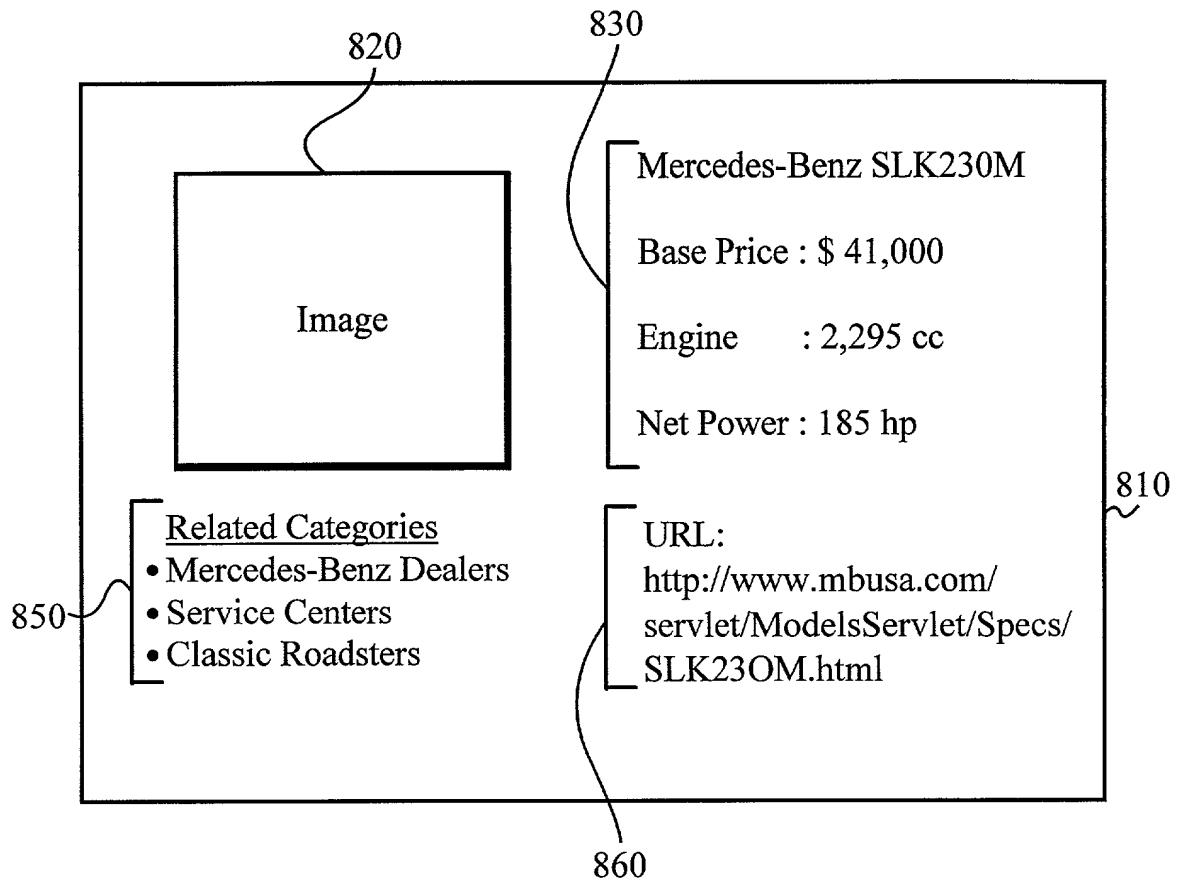 820
830
Mercedes-Benz SLK230M
Base Price : $ 41,000
Image
Engine : 2,295 cc
Net Power : 185 hp
810
Related Categories
• Mercedes-Benz Dealers
• Service Centers
• Classic Roadsters
850
URL:
http://www.mbusa.com/
servlet/ModelsServlet/Specs/
SLK23OM.html
860